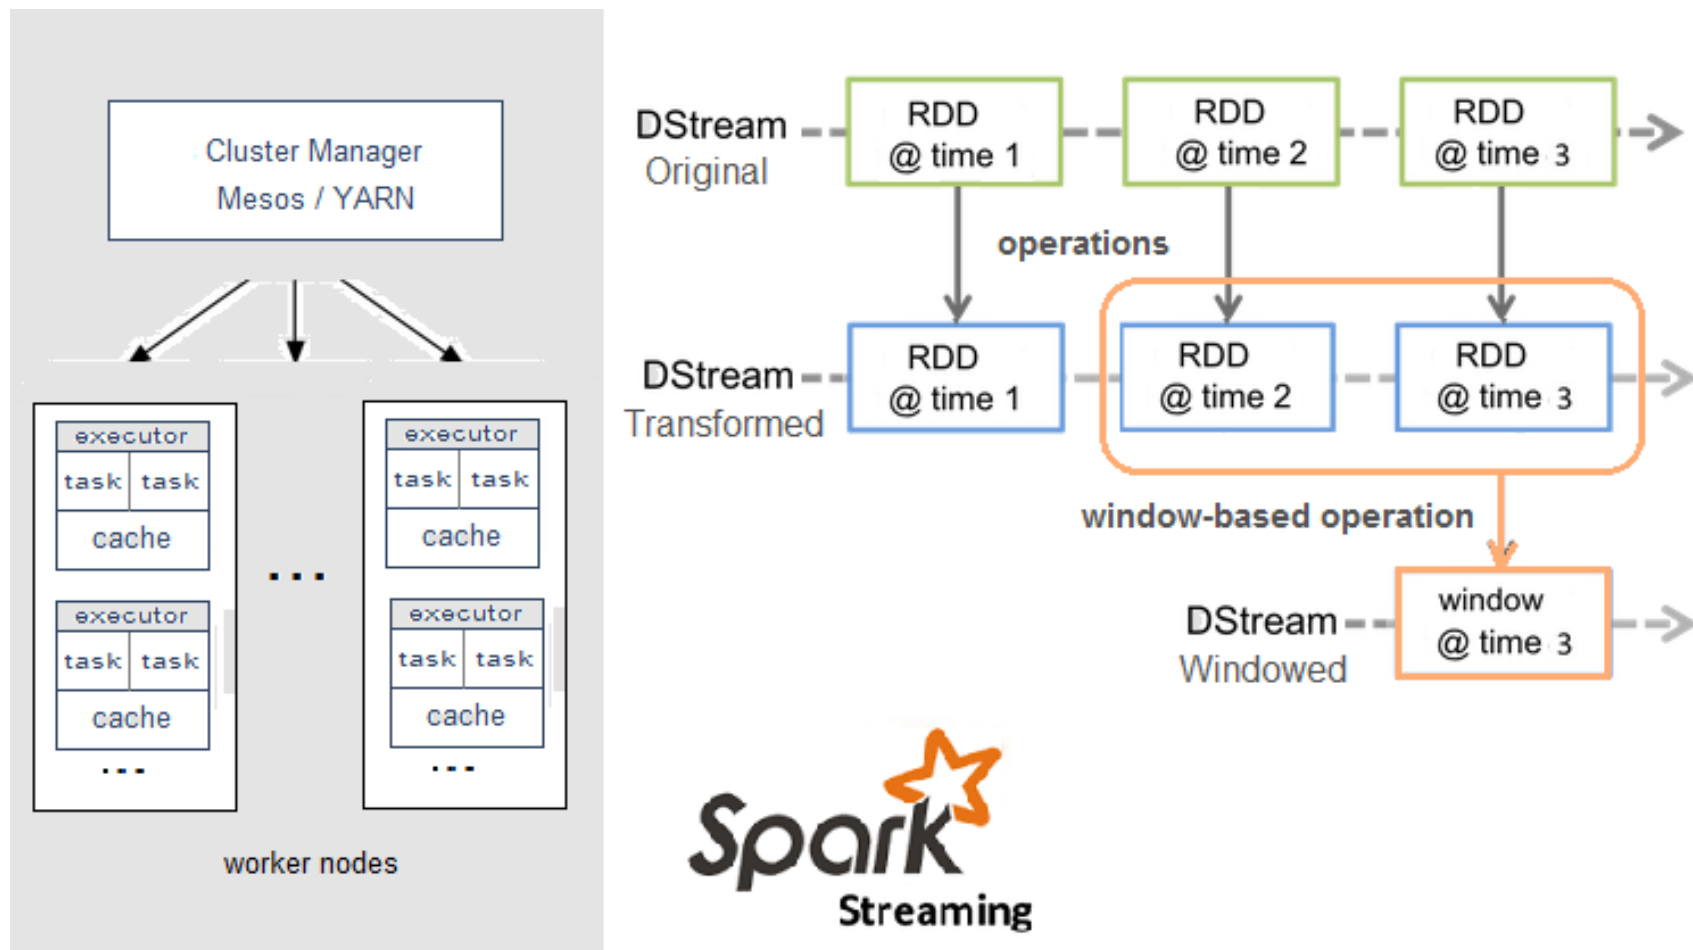 Cluster Manager
Mesos / YARN
executor
task task
cache
executor
task task
cache
...
...
executor
task task
cache
executor
task task
cache
...
worker nodes
DStream
Original
RDD
@ time 1
RDD
@ time 2
RDD
@ time 3
operations
DStream
Transformed
RDD
@ time 1
RDD
@ time 2
RDD
@ time 3
window-based operation
DStream
Windowed
window
@ time 3
Spark
Streaming